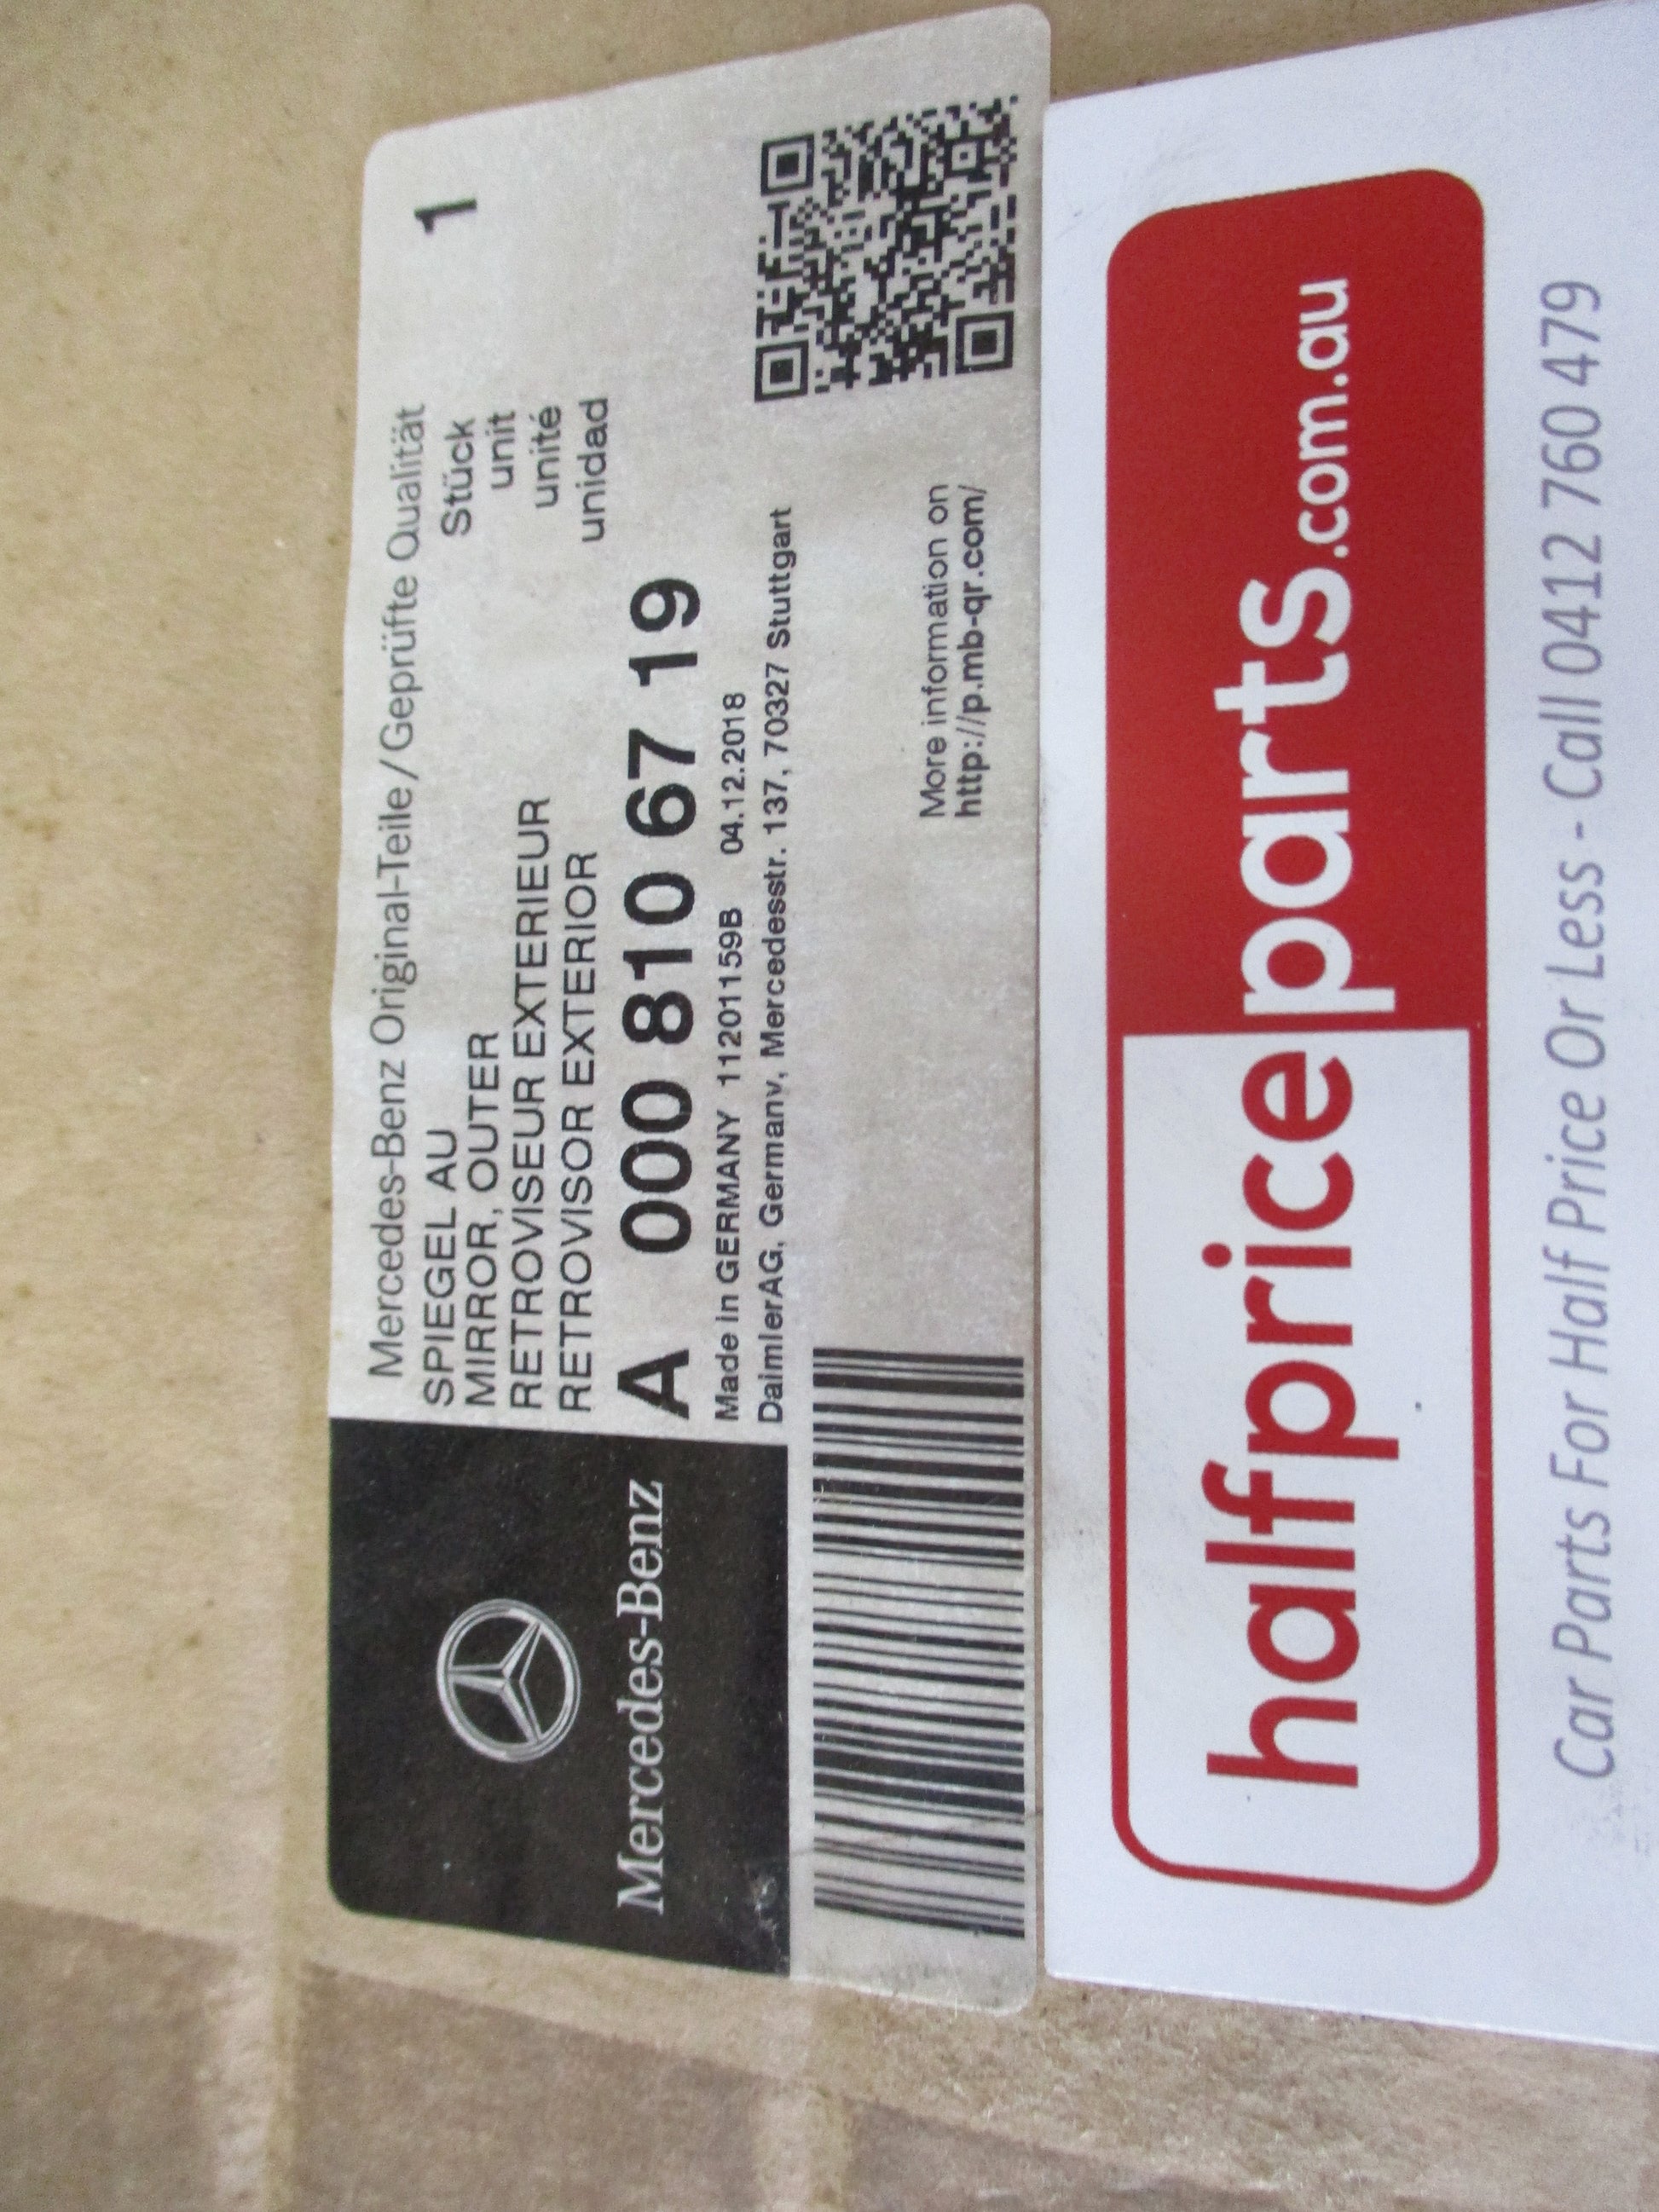 Mercedes-Benz
Mercedes-Benz Original-Teile / Geprüfte Qualität
SPIEGEL AU
MIRROR, OUTER
RETROVISEUR EXTERIEUR
RETROVISOR EXTERIOR
Stück
unit
unité
unidad
1
A 000 810 67 19
Made in GERMANY 11201159B 04.12.2018
DaimlerAG, Germany, Mercedesstr. 137, 70327 Stuttgart
More information on
http://p.mb-qr.com/
halfpriceparts.com.au
Car Parts For Half Price Or Less - Call 0412 760 479